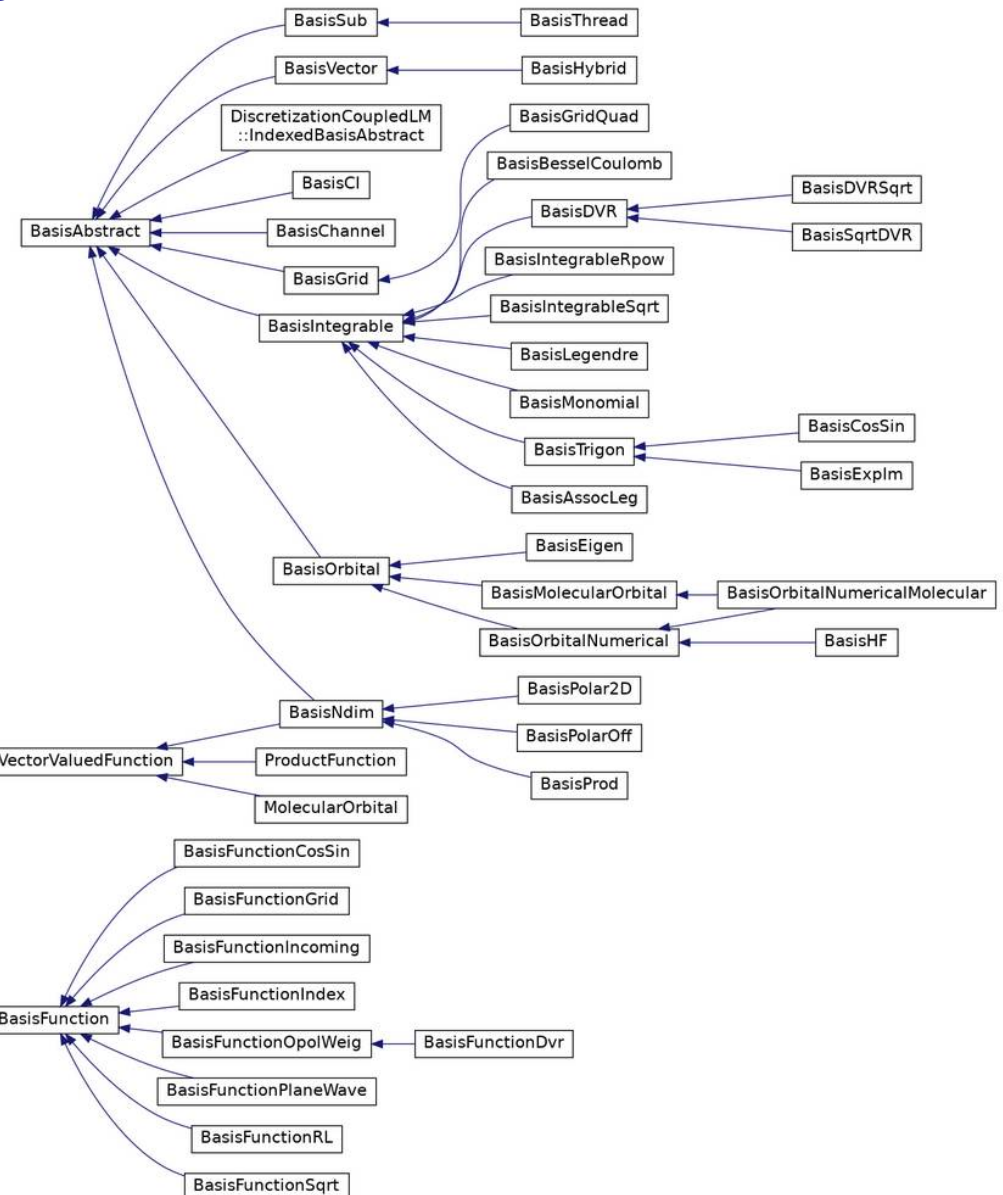 BasisSub
BasisThread
BasisVector
BasisHybrid
DiscretizationCoupledLM
::IndexedBasisAbstract
BasisGridQuad
BasisBesselCoulomb
BasisCI
BasisDVR
BasisDVRSqrt
BasisSqrtDVR
BasisAbstract
BasisChannel
BasisIntegrableRpow
BasisGrid
BasisIntegrableSqrt
BasisIntegrable
BasisLegendre
BasisMonomial
BasisTrigon
BasisCosSin
BasisExpIm
BasisAssocLeg
BasisEigen
BasisOrbital
BasisMolecularOrbital
BasisOrbitalNumericalMolecular
BasisOrbitalNumerical
BasisHF
BasisPolar2D
BasisNdim
BasisPolarOff
VectorValuedFunction
ProductFunction
BasisProd
MolecularOrbital
BasisFunctionCosSin
BasisFunctionGrid
BasisFunctionIncoming
BasisFunctionIndex
BasisFunction
BasisFunctionOpolWeig
BasisFunctionDvr
BasisFunctionPlaneWave
BasisFunctionRL
BasisFunctionSqrt